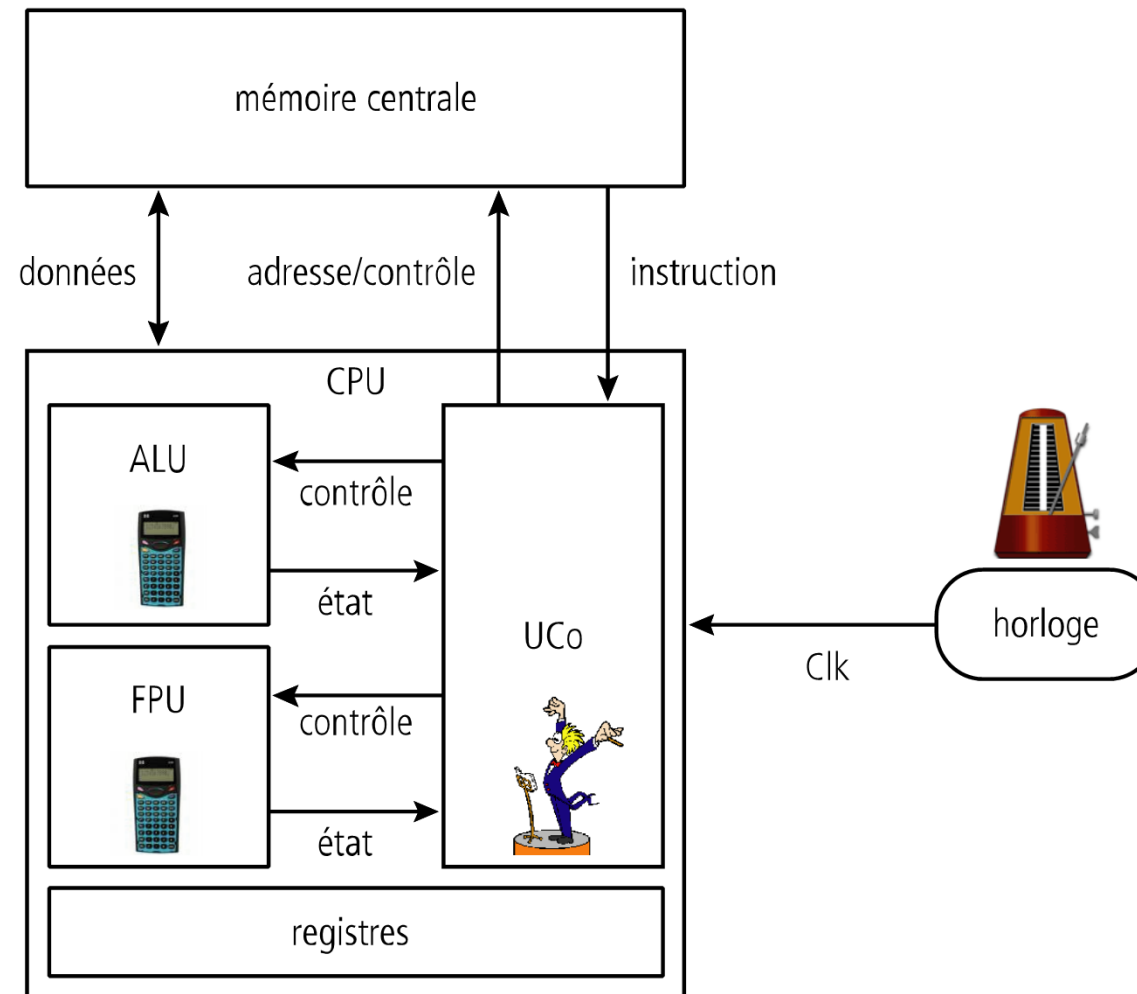 mémoire centrale
données
adresse/contrôle
instruction
CPU
ALU
contrôle
état
UCo
horloge
Clk
FPU
contrôle
état
registres